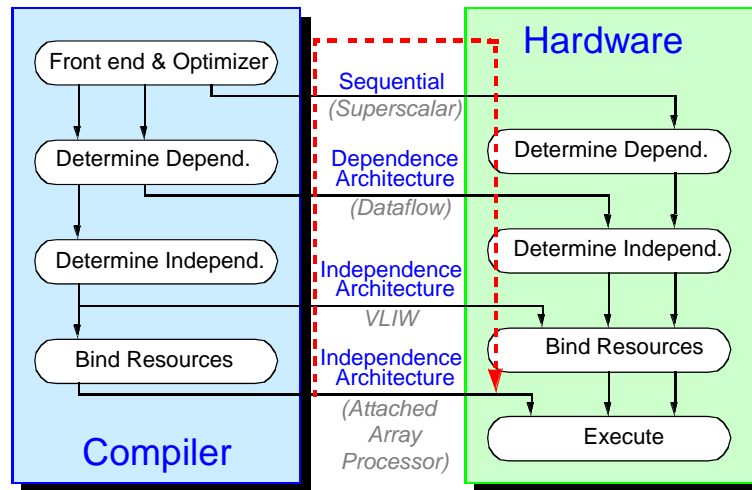 Hardware
Front end & Optimizer
Sequential
(Superscalar)
Determine Depend.
Determine Depend.
Dependence
Architecture
(Dataflow)
Determine Independ.
Determine Independ.
Independence
Architecture
VLIW
Bind Resources
Bind Resources
Independence
Architecture
(Attached
Array
Processor)
Execute
Compiler